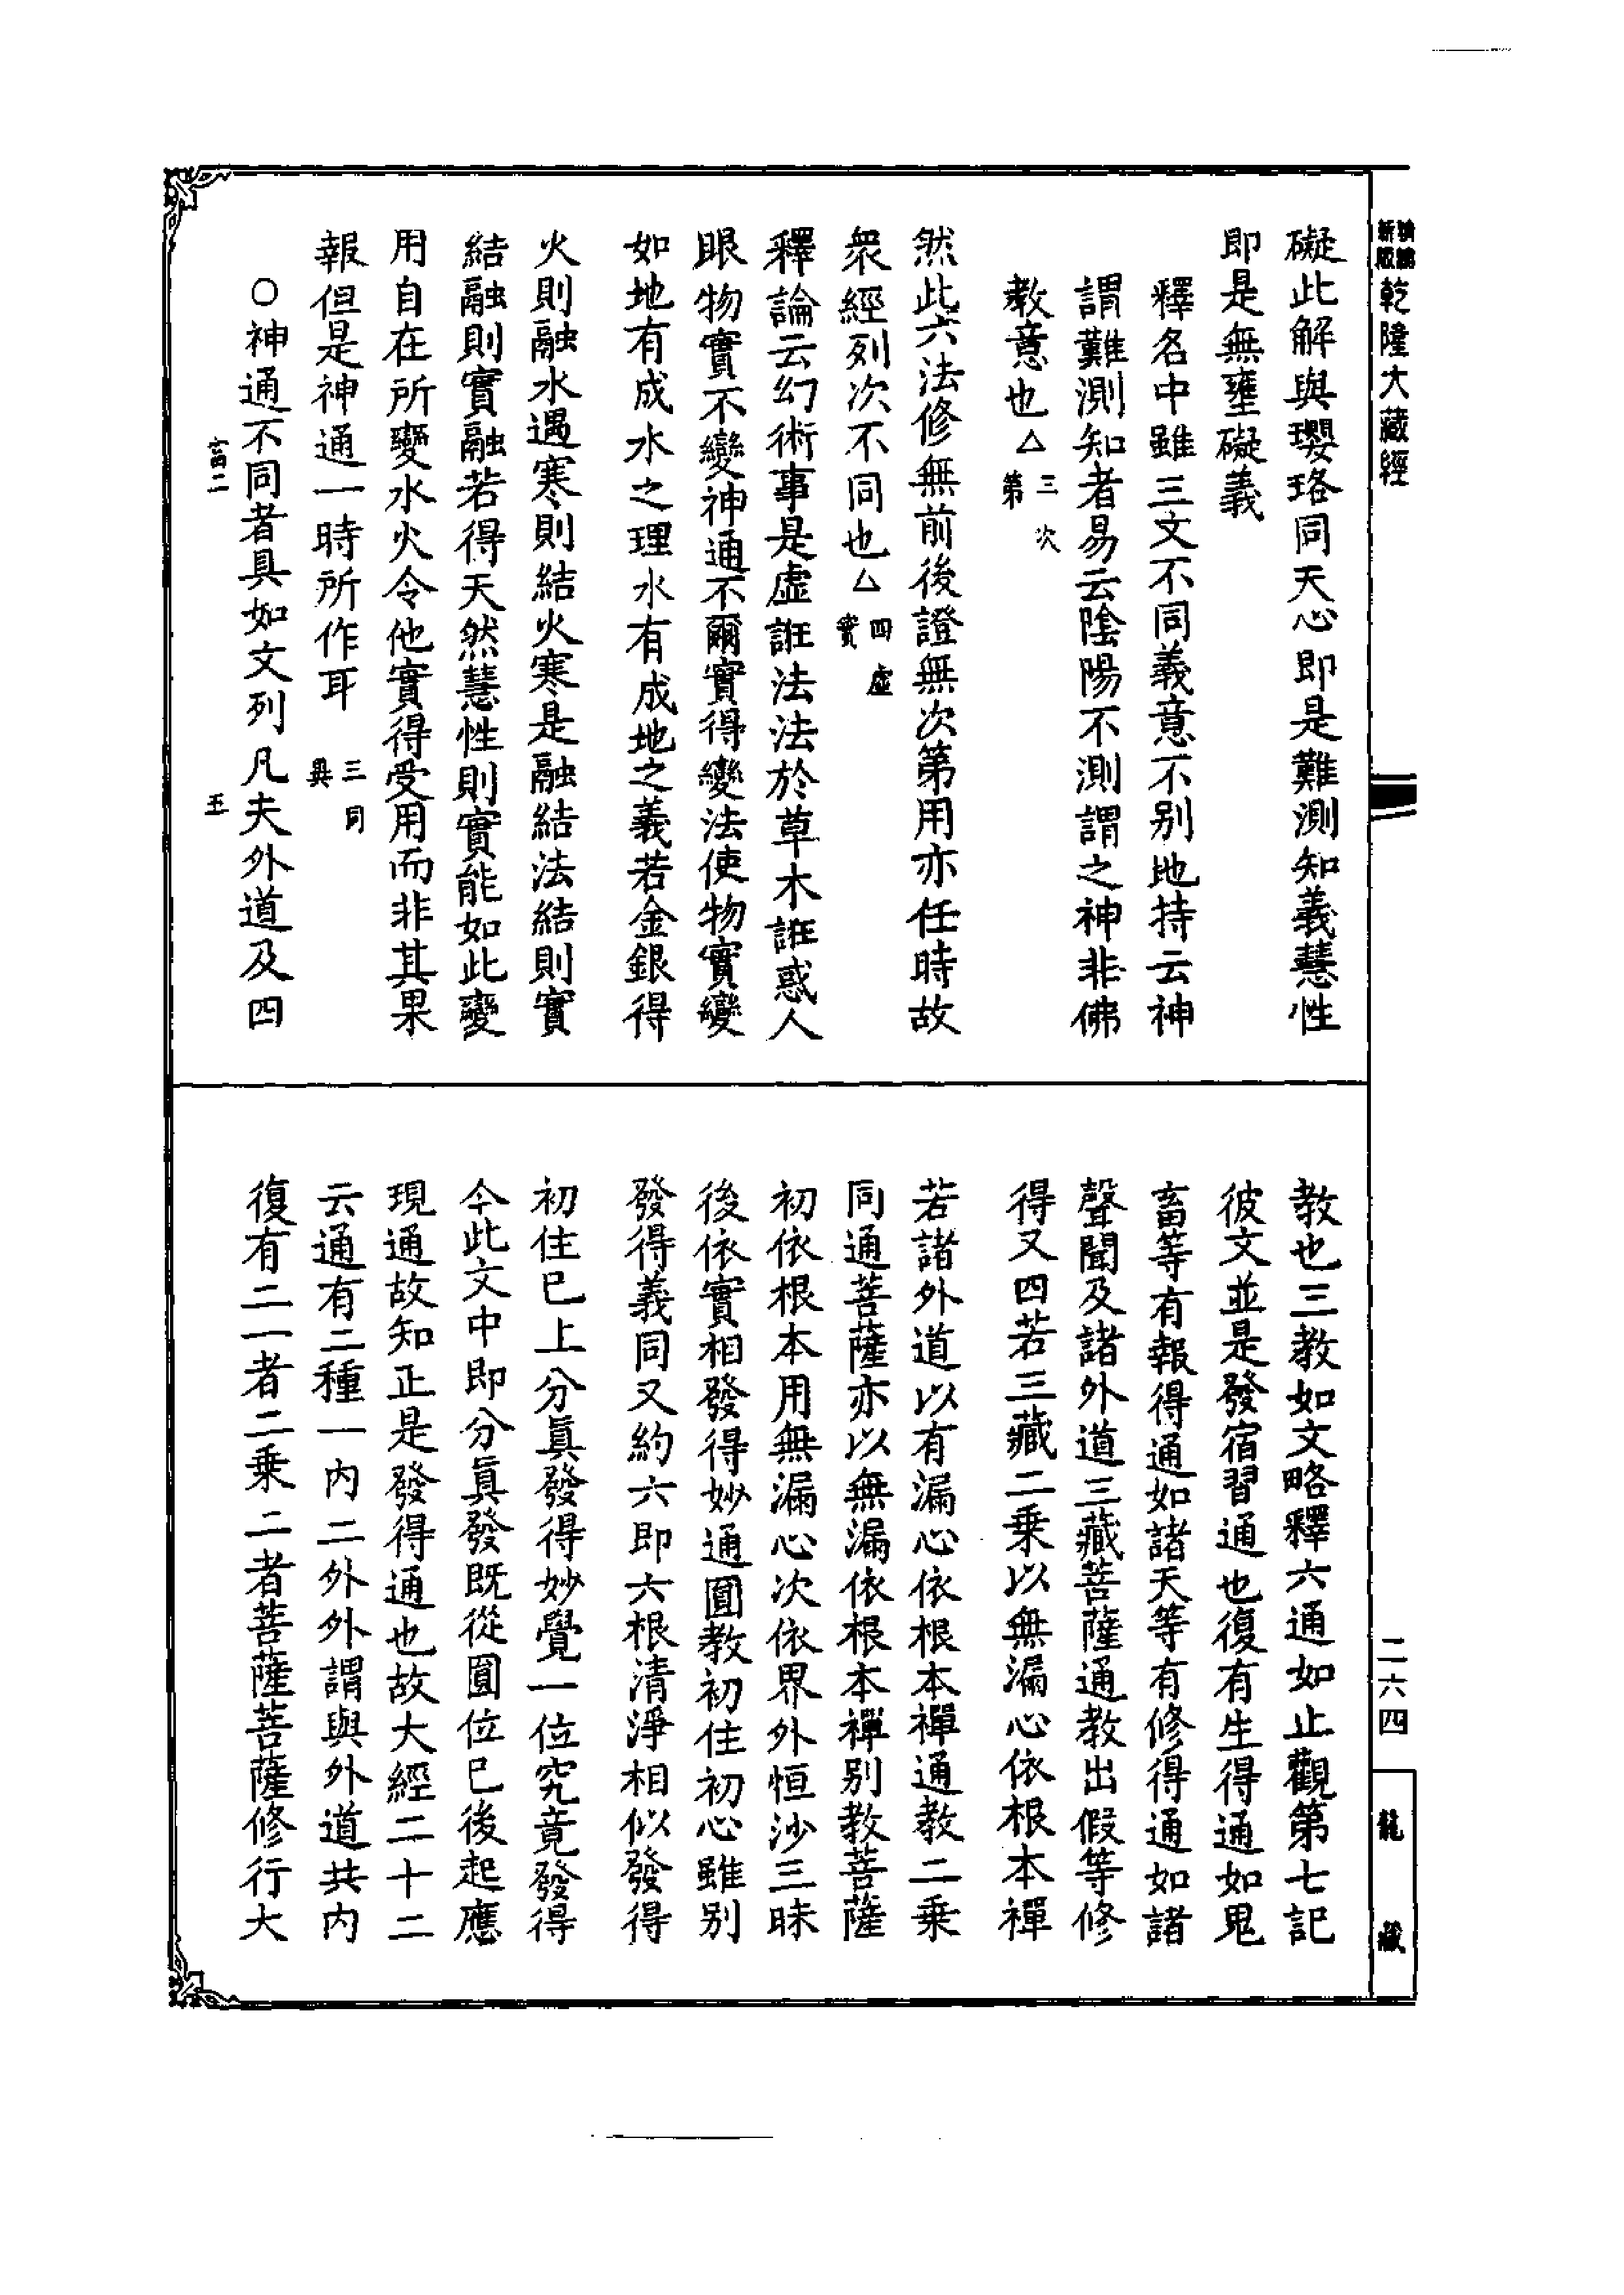 新編縮版乾隆大藏經
礙此解與瓔珞同天心即是難測知義慧性
即是無壅礙義
釋名中雖三文不同義意不別地持云神
謂難測知者易云陰陽不測謂之神非佛
教意也△三次第
然此六法修無前後證無次第用亦任時故
衆經列次不同也△四虛實
釋論云幻術事是虛誑法法於草木誑惑人
眼物實不變神通不爾實得變法使物實變
如地有成水之理水有成地之義若金銀得
火則融水遇寒則結火寒是融結法結則實
結融則實融若得天然慧性則實能如此變
用自在所變水火令他實得受用而非其果
報但是神通一時所作耳三同異
○神通不同者具如文列凡夫外道及四
二
五
教也三教如文略釋六通如止觀第七記
彼文並是發宿習通也復有生得通如鬼
畜等有報得通如諸天等有修得通如諸
聲聞及諸外道三藏菩薩通教出假等修
得又四若三藏二乘以無漏心依根本禪
若諸外道以有漏心依根本禪通教二乘
同通菩薩亦以無漏依根本禪別教菩薩
初依根本用無漏心次依界外恒沙三昧
後依實相發得妙通圓教初住初心雖別
發得義同又約六即六根清淨相似發得
初住已上分真發得妙覺一位究竟發得
今此文中即分真發既從圓位已後起應
現通故知正是發得通也故大經二十二
云通有二種一內二外外謂與外道共內
復有二一者二乘二者菩薩菩薩修行大
二六四
龍藏